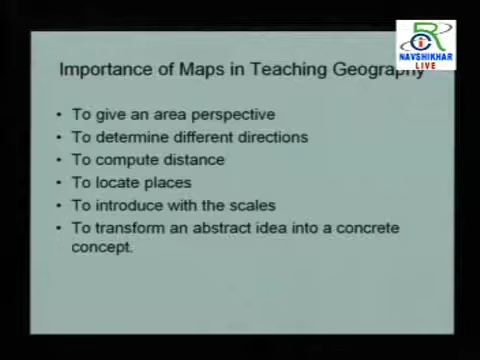 NAVSHIKHAR
LIVE
Importance of Maps in Teaching Geography
• To give an area perspective
• To determine different directions
• To compute distance
• To locate places
• To introduce with the scales
• To transform an abstract idea into a concrete
concept.